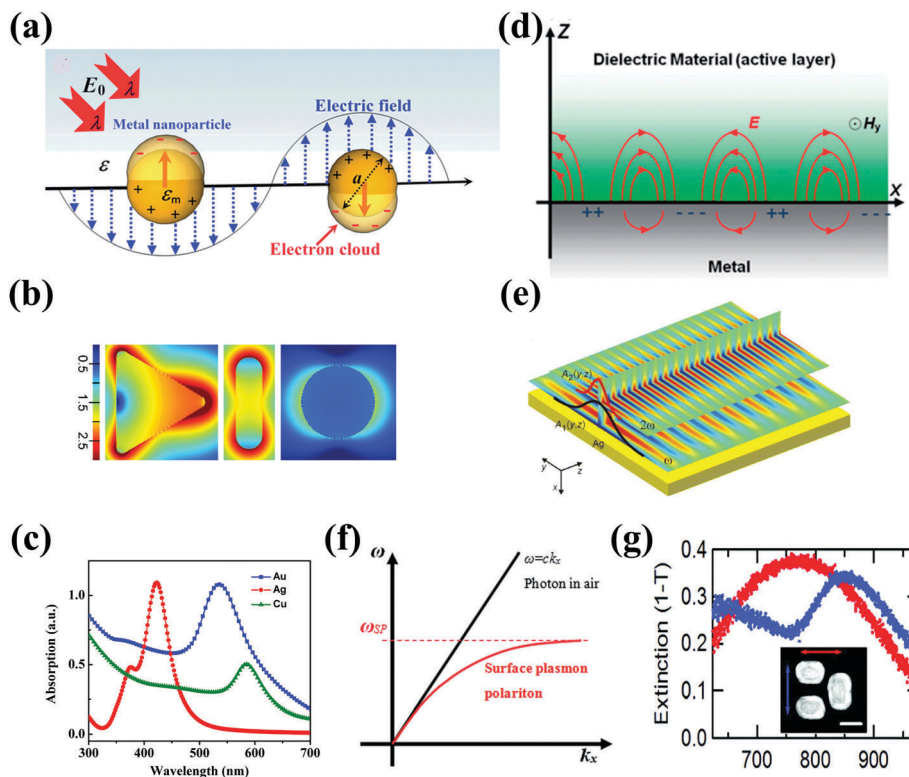 (a)
E₀
λ
λ
Metal nanoparticle
Electric field
ε
εm
a
Electron cloud
(d)
Z
Dielectric Material (active layer)
E
⊙ Hy
X
++ --- ++ ---
Metal
(b)
0.5
1.5
2.5
(e)
A₂(y,z)
A₁(y,z)
Ag
2ω
ω
y
z
x
(c)
Absorption (a.u.)
1.0
0.5
0.0
Au
Ag
Cu
300 400 500 600 700
Wavelength (nm)
(f)
ω
ω=ckx
Photon in air
ωSP
Surface plasmon
polariton
kx
(g)
Extinction (1-T)
0.4
0.3
0.2
0.1
0
700 800 900